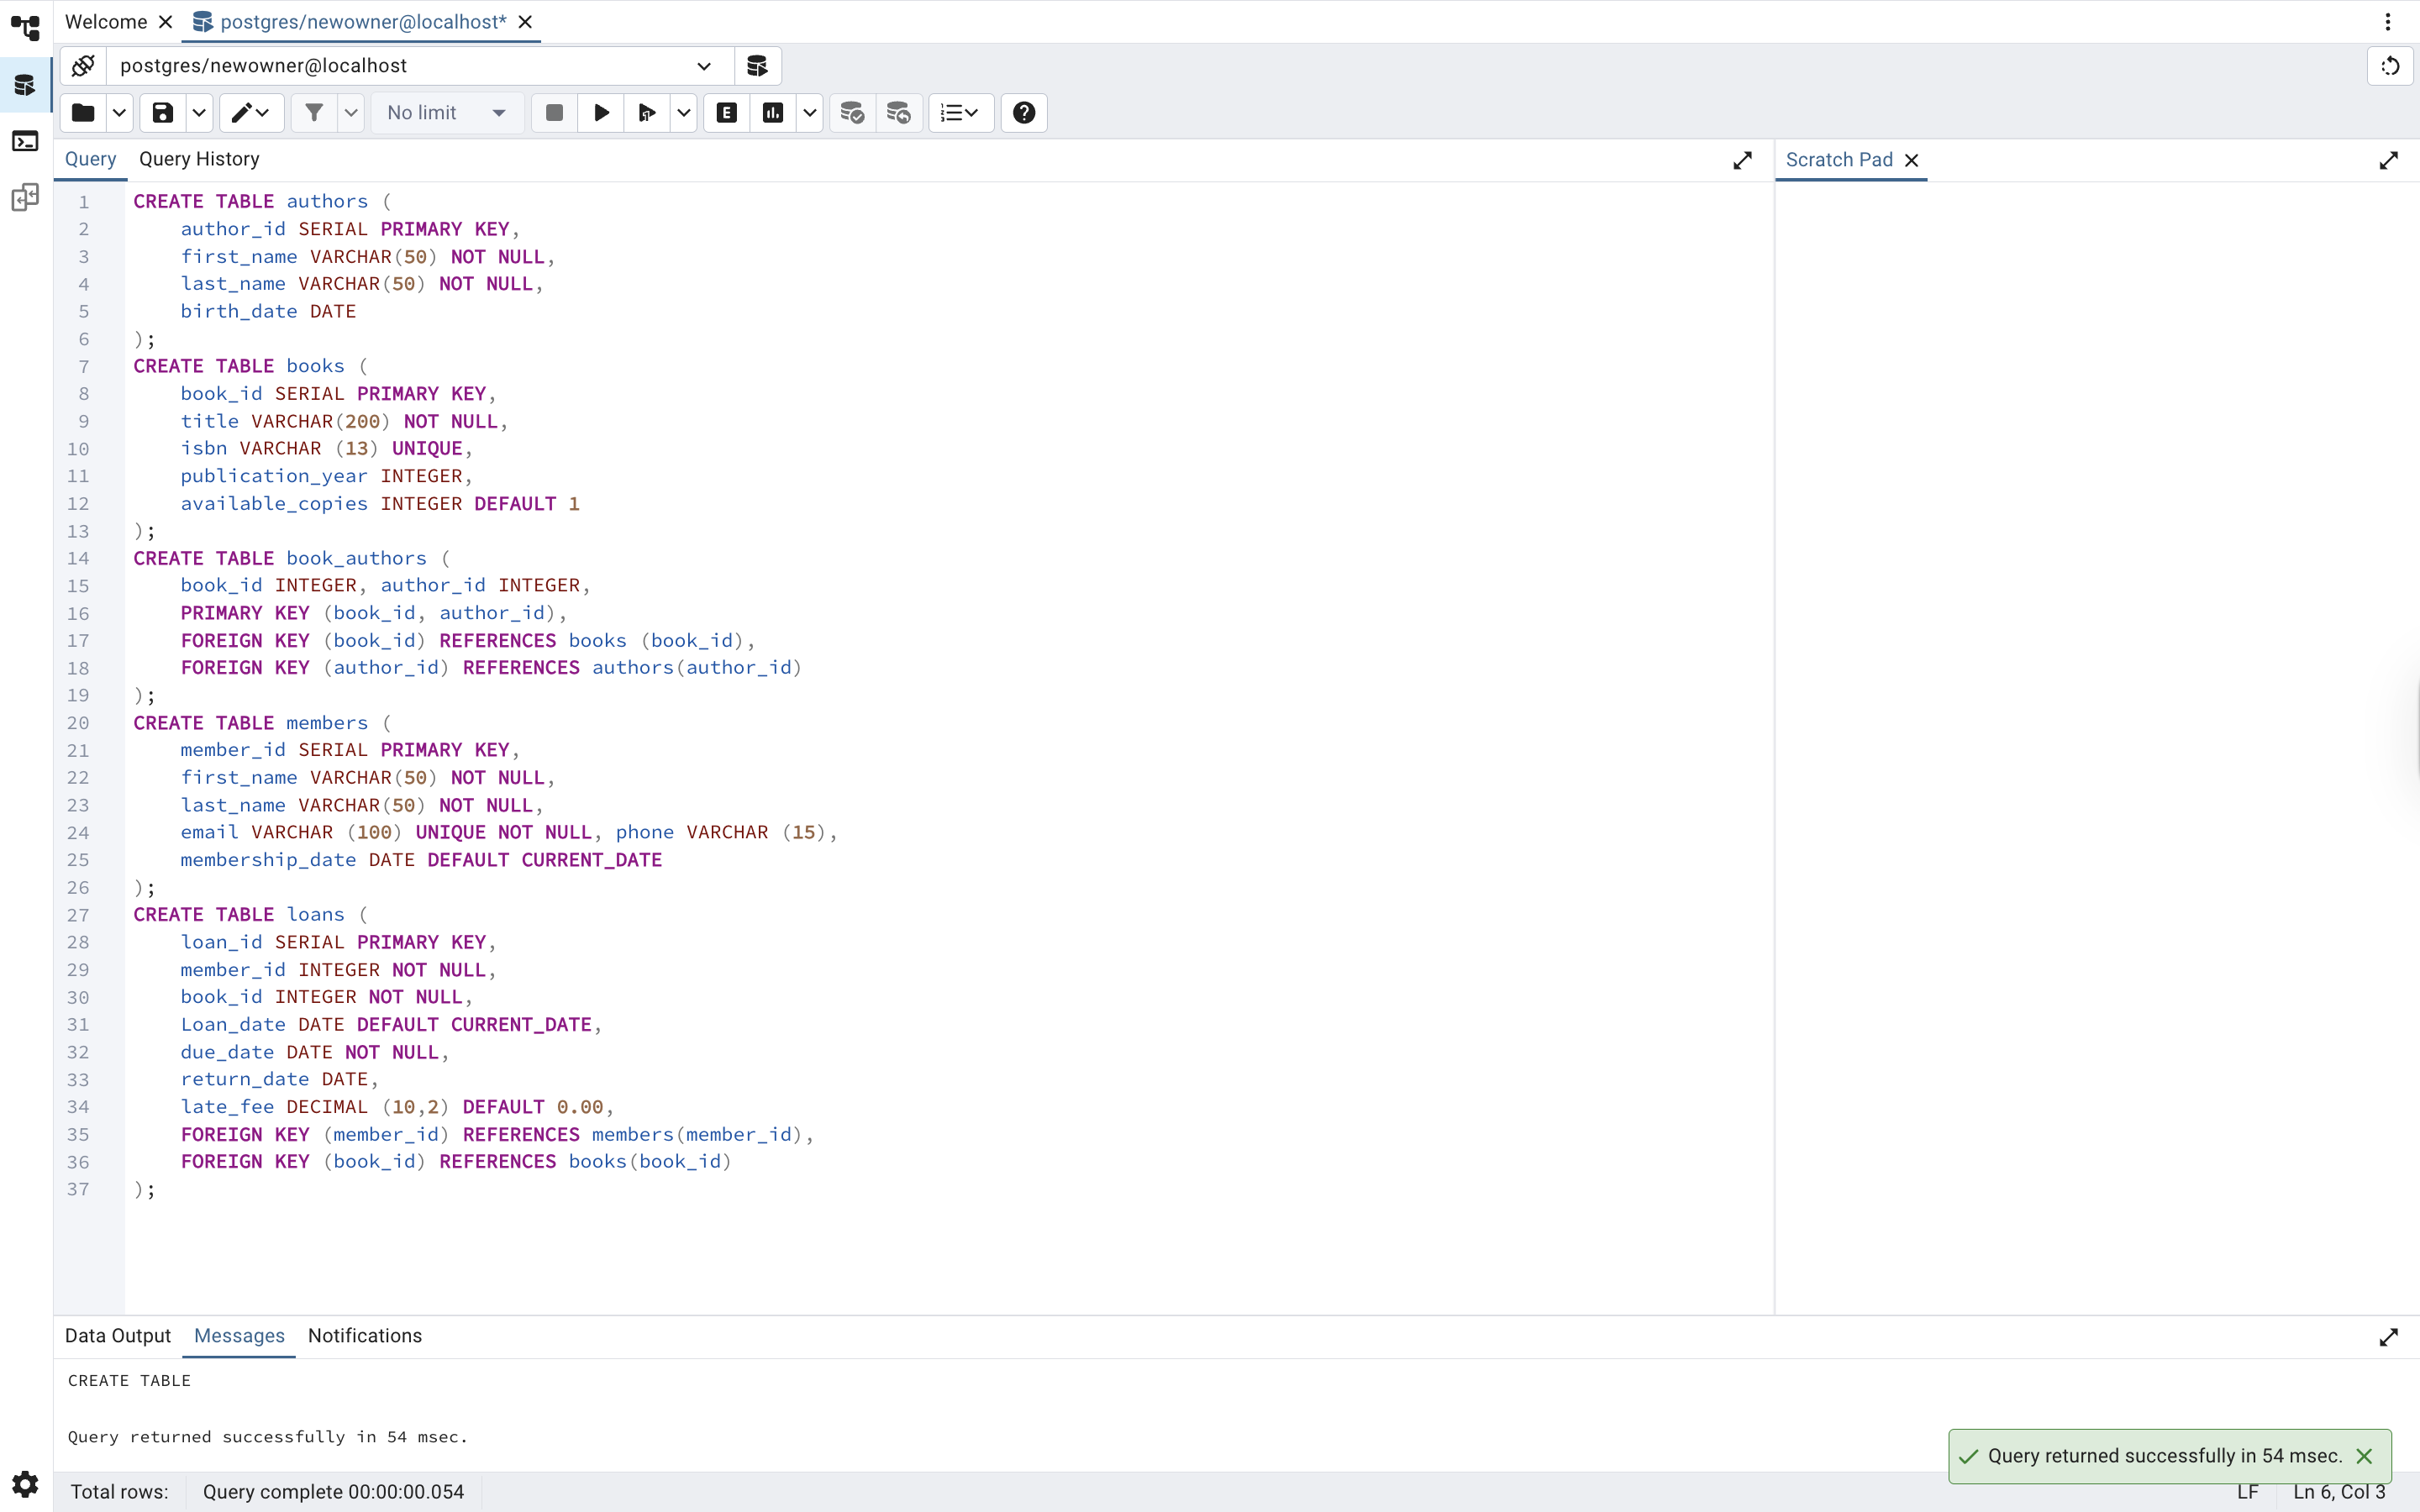 Welcome
postgres/newowner@localhost*
postgres/newowner@localhost
No limit
E
Query
Query History
Scratch Pad
1 CREATE TABLE authors (
2 author_id SERIAL PRIMARY KEY,
3 first_name VARCHAR(50) NOT NULL,
4 last_name VARCHAR(50) NOT NULL,
5 birth_date DATE
6 );
7 CREATE TABLE books (
8 book_id SERIAL PRIMARY KEY,
9 title VARCHAR(200) NOT NULL,
10 isbn VARCHAR (13) UNIQUE,
11 publication_year INTEGER,
12 available_copies INTEGER DEFAULT 1
13 );
14 CREATE TABLE book_authors (
15 book_id INTEGER, author_id INTEGER,
16 PRIMARY KEY (book_id, author_id),
17 FOREIGN KEY (book_id) REFERENCES books (book_id),
18 FOREIGN KEY (author_id) REFERENCES authors(author_id)
19 );
20 CREATE TABLE members (
21 member_id SERIAL PRIMARY KEY,
22 first_name VARCHAR(50) NOT NULL,
23 last_name VARCHAR(50) NOT NULL,
24 email VARCHAR (100) UNIQUE NOT NULL, phone VARCHAR (15),
25 membership_date DATE DEFAULT CURRENT_DATE
26 );
27 CREATE TABLE loans (
28 loan_id SERIAL PRIMARY KEY,
29 member_id INTEGER NOT NULL,
30 book_id INTEGER NOT NULL,
31 Loan_date DATE DEFAULT CURRENT_DATE,
32 due_date DATE NOT NULL,
33 return_date DATE,
34 late_fee DECIMAL (10,2) DEFAULT 0.00,
35 FOREIGN KEY (member_id) REFERENCES members(member_id),
36 FOREIGN KEY (book_id) REFERENCES books(book_id)
37 );
Data Output
Messages
Notifications
CREATE TABLE
Query returned successfully in 54 msec.
Query returned successfully in 54 msec.
Total rows:
Query complete 00:00:00.054
LF
Ln 6, Col 3